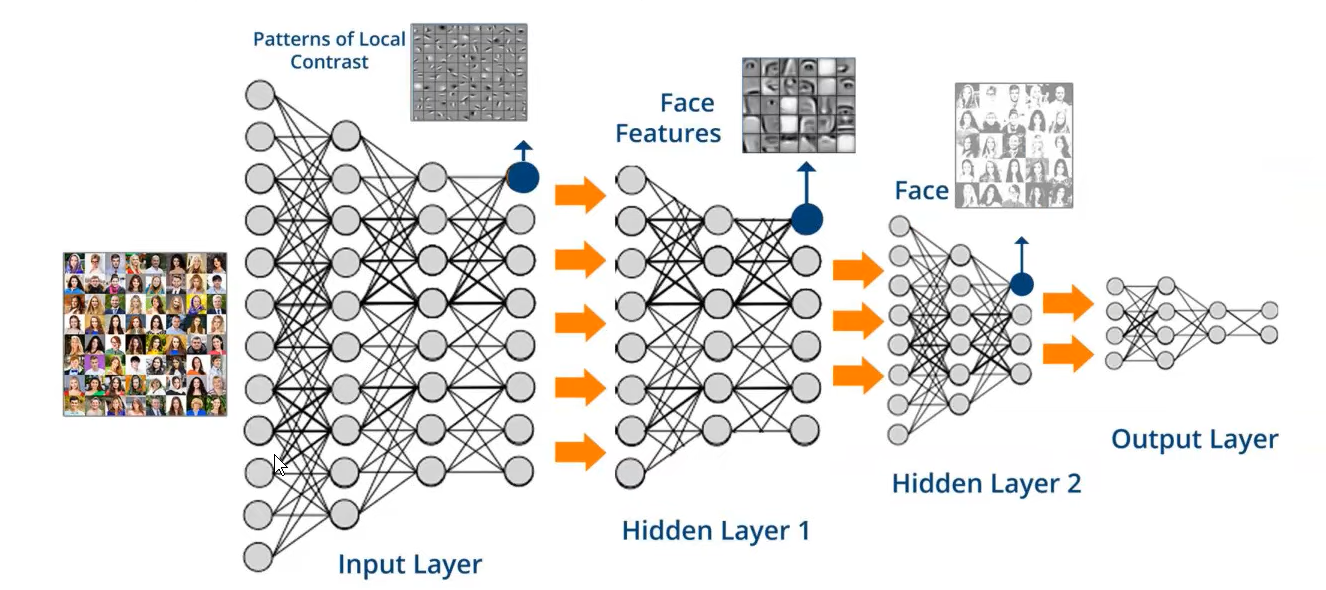 Patterns of Local
Contrast
Face
Features
Face
Input Layer
Hidden Layer 1
Hidden Layer 2
Output Layer